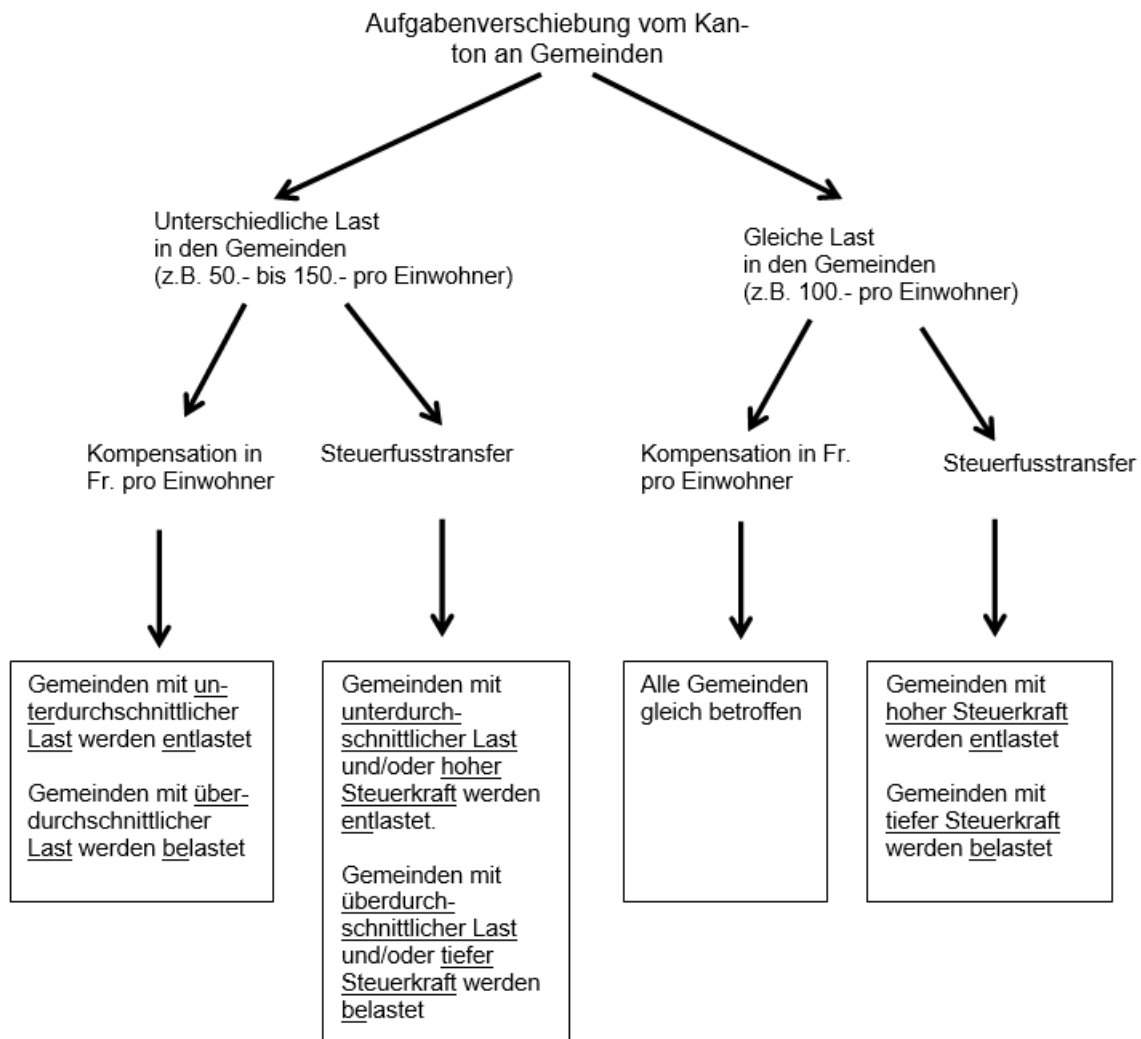 Aufgabenverschiebung vom Kan-
ton an Gemeinden
Unterschiedliche Last
in den Gemeinden
(z.B. 50.- bis 150.- pro Einwohner)
Gleiche Last
in den Gemeinden
(z.B. 100.- pro Einwohner)
Kompensation in
Fr. pro Einwohner
Steuerfusstransfer
Kompensation in Fr.
pro Einwohner
Steuerfusstransfer
Gemeinden mit un-
terdurchschnittlicher
Last werden entlastet
Gemeinden mit über-
durchschnittlicher
Last werden belastet
Gemeinden mit
unterdurch-
schnittlicher Last
und/oder hoher
Steuerkraft werden
entlastet.
Gemeinden mit
überdurch-
schnittlicher Last
und/oder tiefer
Steuerkraft werden
belastet
Alle Gemeinden
gleich betroffen
Gemeinden mit
hoher Steuerkraft
werden entlastet
Gemeinden mit
tiefer Steuerkraft
werden belastet